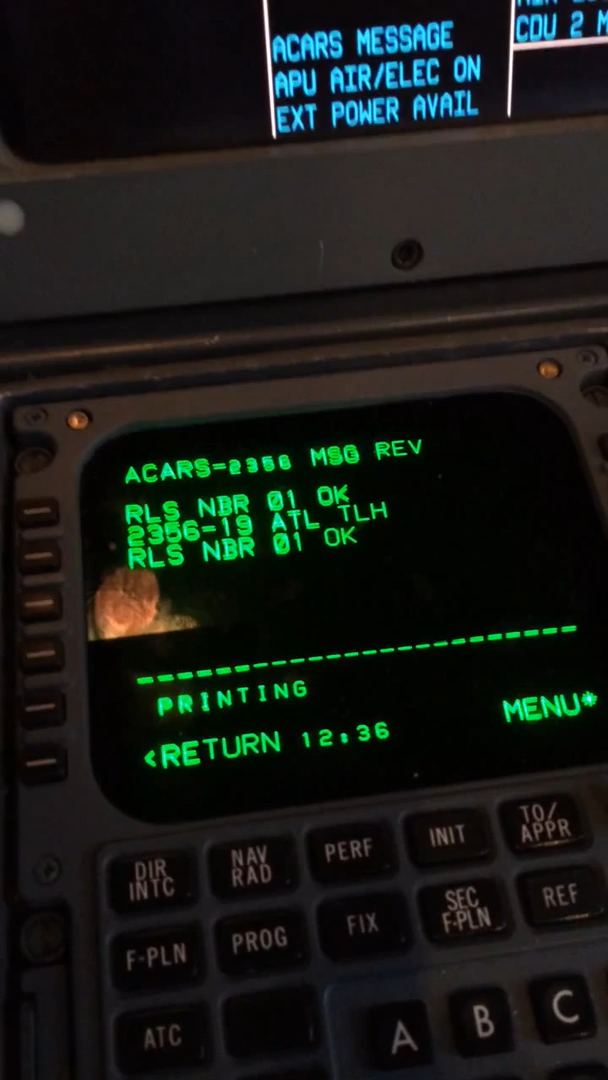 CDU 2 M
ACARS MESSAGE
APU AIR/ELEC ON
EXT POWER AVAIL
ACARS-2356 MSG REV
RLS NBR 01 OK
2356-19 ATL TLH
RLS NBR 01 OK
------------------------
PRINTING
<RETURN 12:36 MENU*
DIR INTC
NAV RAD
PERF
INIT
TO/ APPR
F-PLN
PROG
FIX
SEC F-PLN
REF
ATC
A
B
C